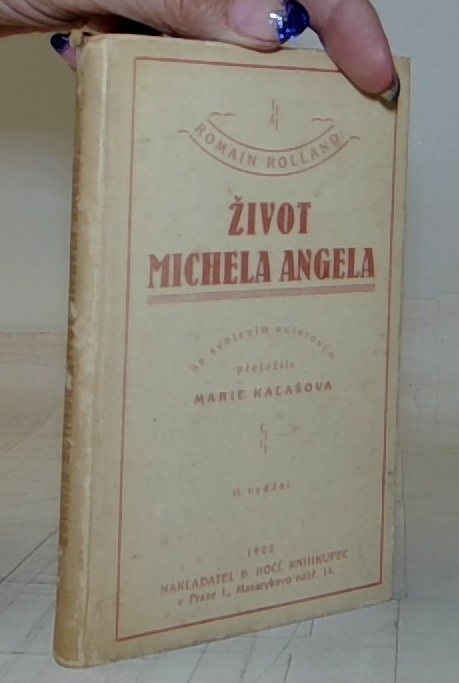 ROMAIN ROLLAND:
ŽIVOT
MICHELA ANGELA
Se svolením autorovým
přeložila
MARIE KALAŠOVA
II vydání
1922
NAKLADATEL B. KOČÍ, KNIHKUPEC
v Praze I., Masarykovo nábř. 14.